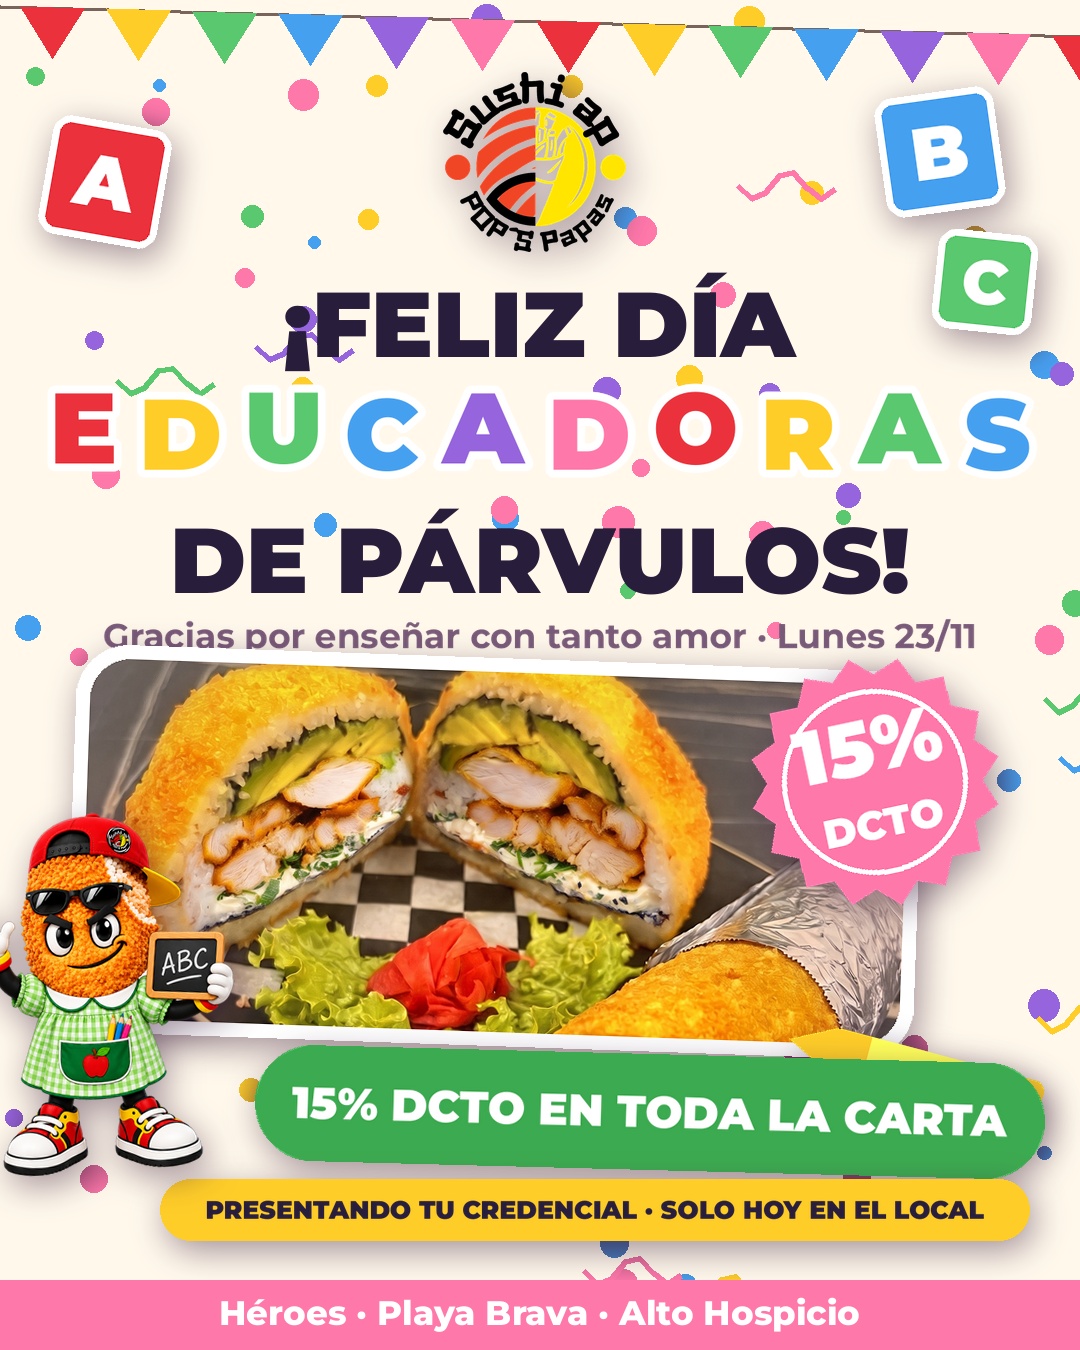 A
B
C
Sushi ap
POP'S Papas
¡FELIZ DÍA
EDUCADORAS
DE PÁRVULOS!
Gracias por enseñar con tanto amor · Lunes 23/11
15%
DCTO
ABC
15% DCTO EN TODA LA CARTA
PRESENTANDO TU CREDENCIAL · SOLO HOY EN EL LOCAL
Héroes · Playa Brava · Alto Hospicio